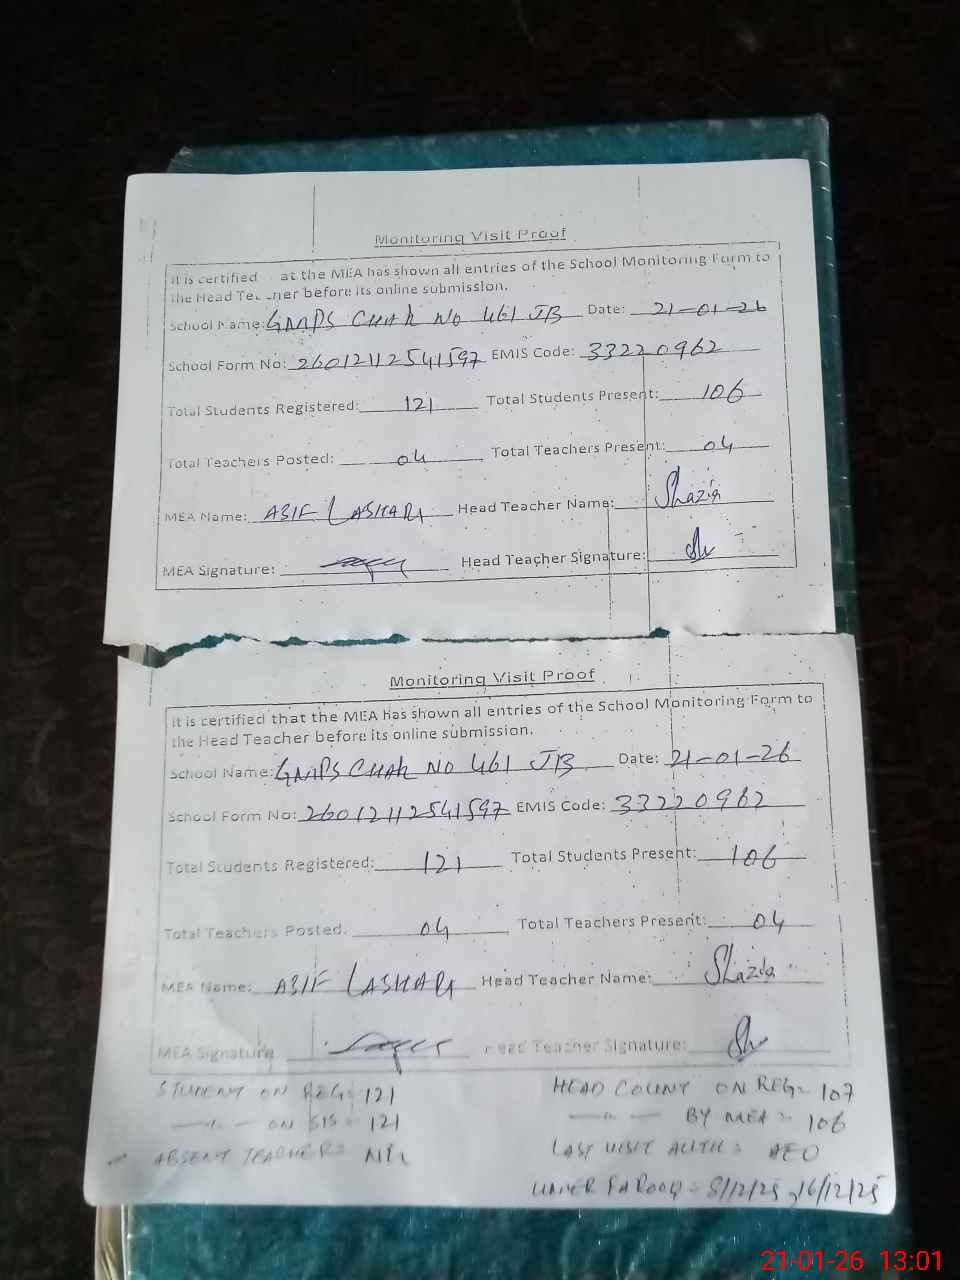 Monitoring Visit Proof
It is certified at the MEA has shown all entries of the School Monitoring Form to
the Head Teacher before its online submission.
School Name: GMPS CHAK NO 461 JB Date: 21-01-26
School Form No: 26012112541597 EMIS Code: 33220962
Total Students Registered: 121 Total Students Present: 106
Total Teachers Posted: 04 Total Teachers Present: 04
MEA Name: ASIF LASHARI Head Teacher Name: Shazia
MEA Signature: Head Teacher Signature: Sh
Monitoring Visit Proof
It is certified that the MEA has shown all entries of the School Monitoring Form to
the Head Teacher before its online submission.
School Name: GMPS CHAK NO 461 JB Date: 21-01-26
School Form No: 26012112541597 EMIS Code: 33220962
Total Students Registered: 121 Total Students Present: 106
Total Teachers Posted. 04 Total Teachers Present: 04
MEA Name: ASIF LASHARI Head Teacher Name: Shazia
MEA Signature Head Teacher Signature: Sh
STUDENT ON REG= 121 HEAD COUNT ON REG= 107
—〃— ON SIS= 121 —〃— BY MEA = 106
ABSENT TEACHER= NIL LAST VISIT AUTH = AEO
UMER FAROOQ = 8/12/25, 16/12/25
21-01-26 13:01